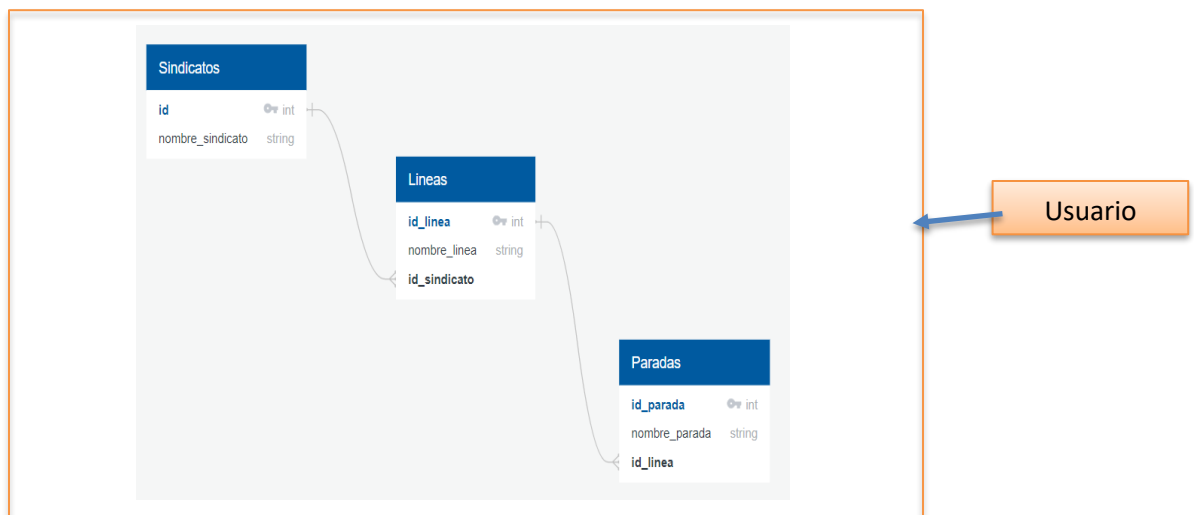 Sindicatos
id int
nombre_sindicato string
Lineas
id_linea int
nombre_linea string
id_sindicato
Paradas
id_parada int
nombre_parada string
id_linea
Usuario